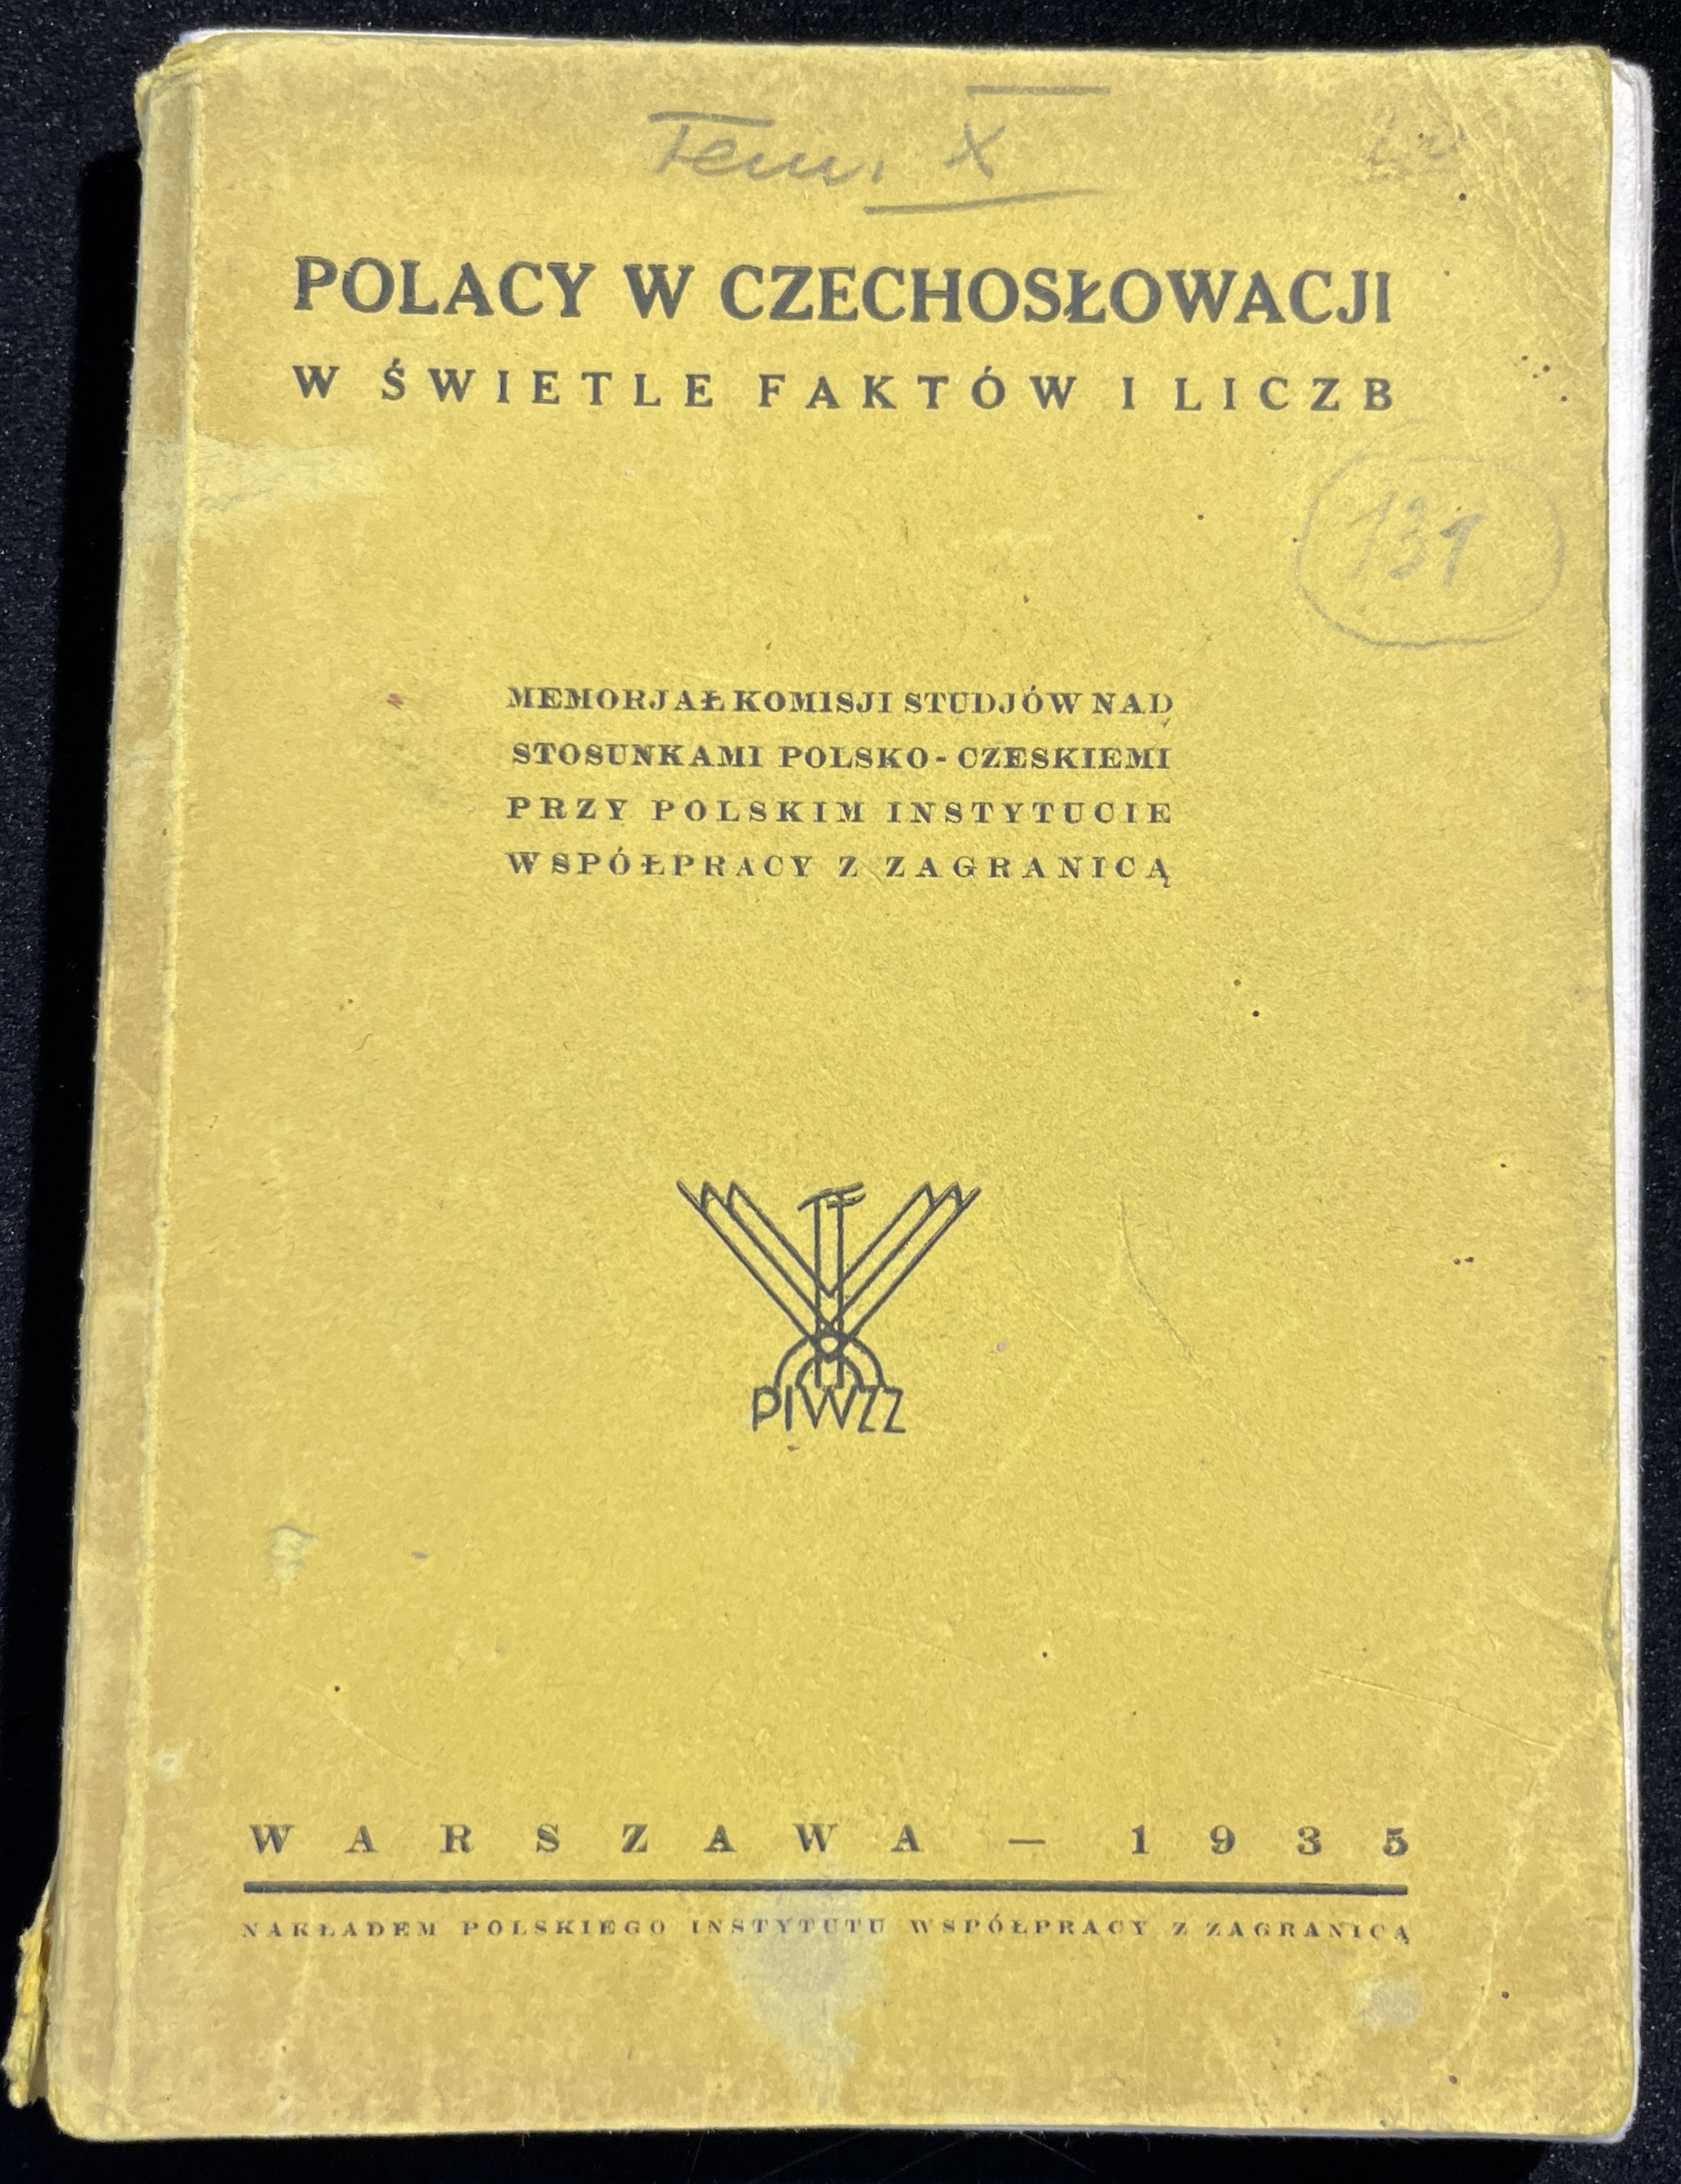 Tem. X
POLACY W CZECHOSŁOWACJI
W ŚWIETLE FAKTÓW I LICZB
131
MEMORJAŁ KOMISJI STUDJÓW NAD
STOSUNKAMI POLSKO-CZESKIEMI
PRZY POLSKIM INSTYTUCIE
WSPÓŁPRACY Z ZAGRANICĄ
PIWZZ
WARSZAWA — 1935
NAKŁADEM POLSKIEGO INSTYTUTU WSPÓŁPRACY Z ZAGRANICĄ